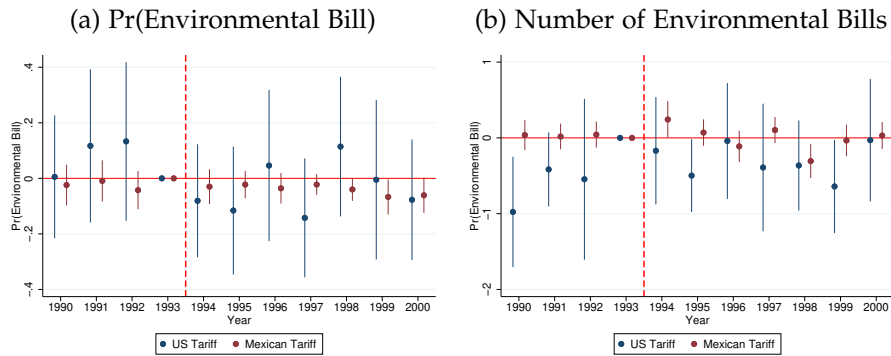 (a) Pr(Environmental Bill)
Pr(Environmental Bill)
.4
.2
0
-.2
-.4
1990 1991 1992 1993 1994 1995 1996 1997 1998 1999 2000
Year
US Tariff Mexican Tariff
(b) Number of Environmental Bills
Pr(Environmental Bill)
1
0
-1
-2
1990 1991 1992 1993 1994 1995 1996 1997 1998 1999 2000
Year
US Tariff Mexican Tariff